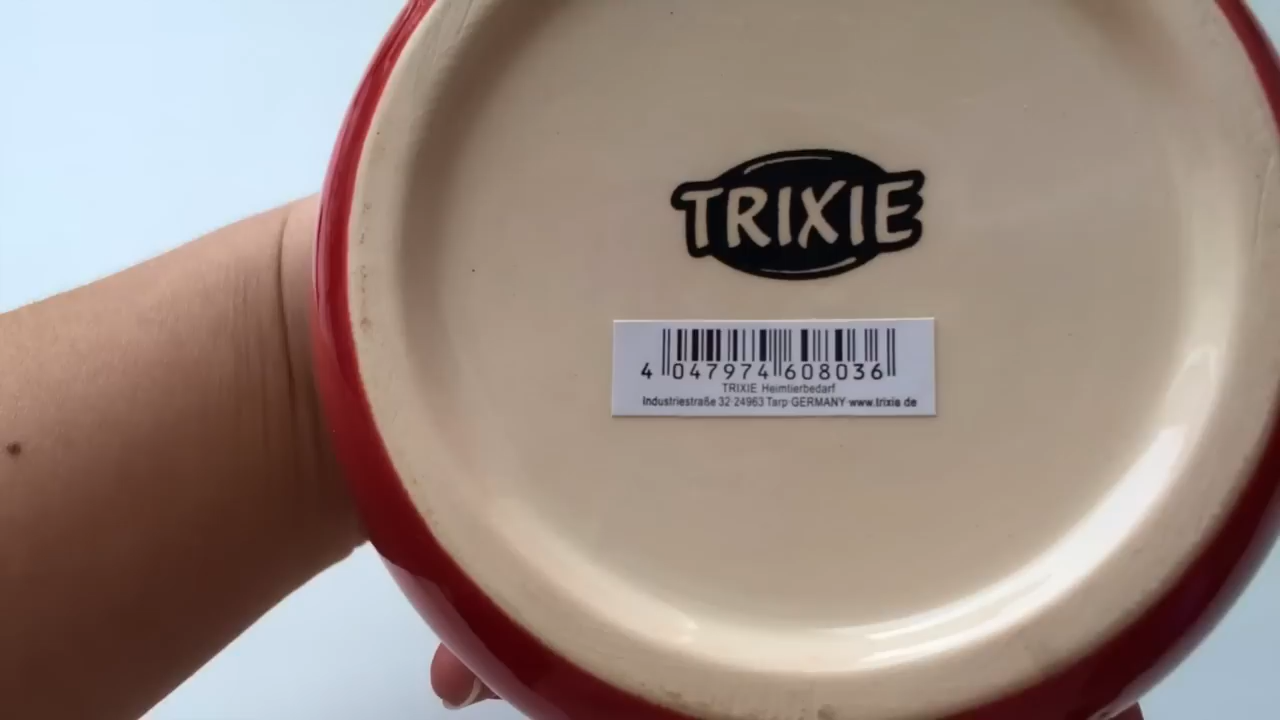 TRIXIE
4 047974 608036
TRIXIE Heimtierbedarf
Industriestraße 32·24963 Tarp·GERMANY·www.trixie.de